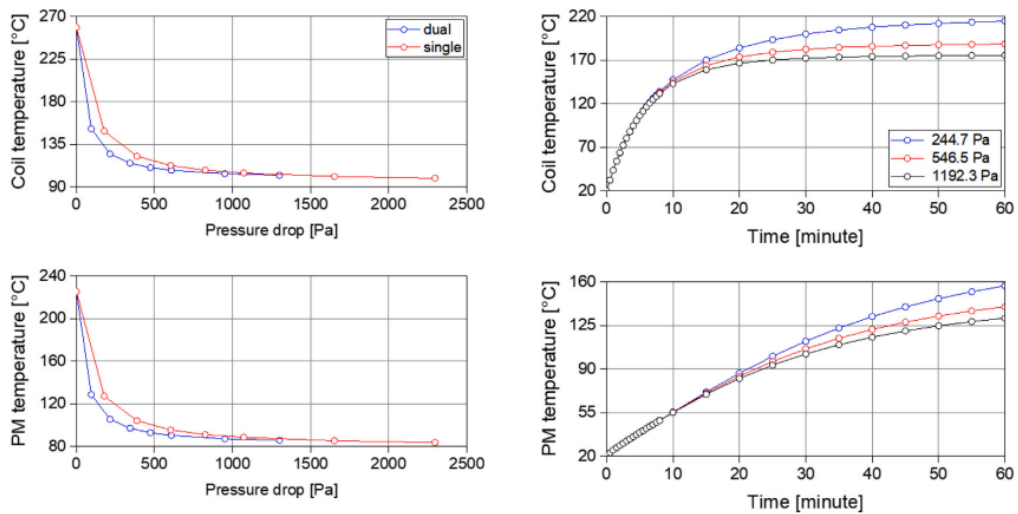 270
225
180
135
90
Coil temperature [°C]
dual
single
0 500 1000 1500 2000 2500
Pressure drop [Pa]
220
170
120
70
20
Coil temperature [°C]
244.7 Pa
546.5 Pa
1192.3 Pa
0 10 20 30 40 50 60
Time [minute]
240
200
160
120
80
PM temperature [°C]
0 500 1000 1500 2000 2500
Pressure drop [Pa]
160
125
90
55
20
PM temperature [°C]
0 10 20 30 40 50 60
Time [minute]